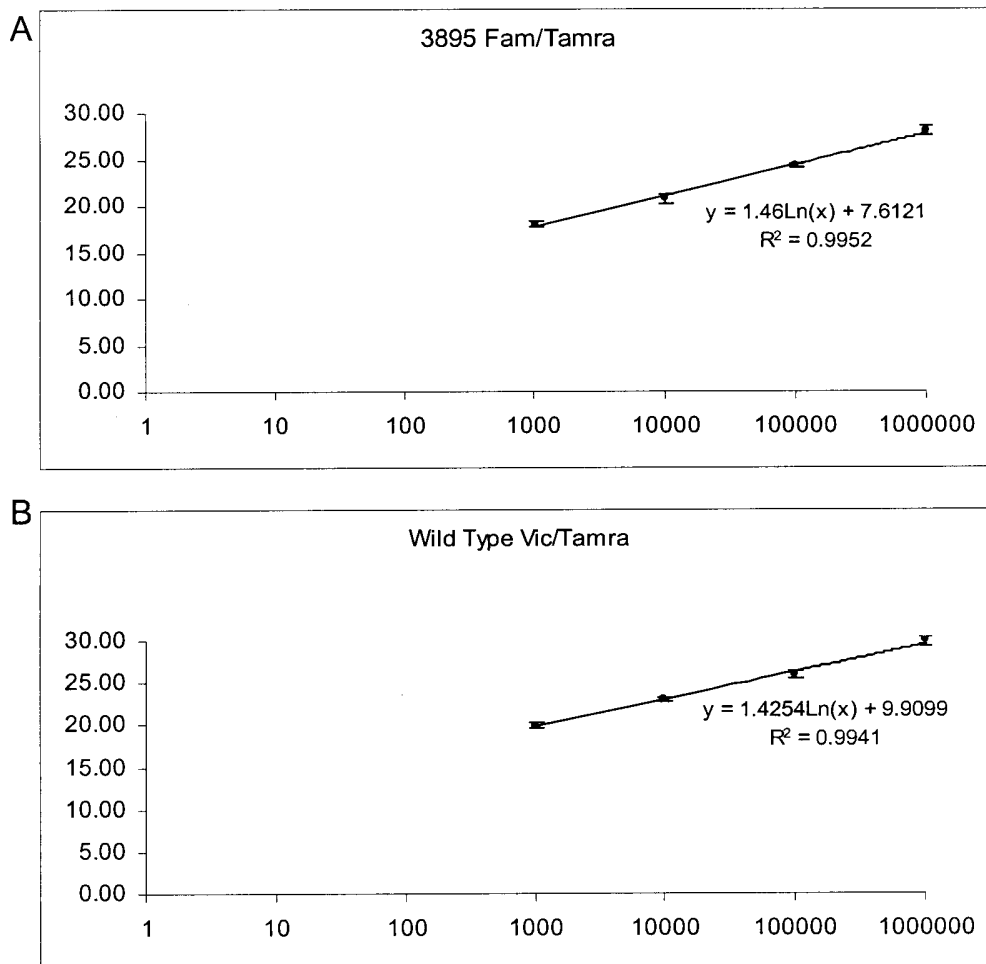 A
3895 Fam/Tamra
30.00
25.00
20.00
15.00
10.00
5.00
0.00
y = 1.46Ln(x) + 7.6121
R² = 0.9952
1 10 100 1000 10000 100000 1000000
B
Wild Type Vic/Tamra
30.00
25.00
20.00
15.00
10.00
5.00
0.00
y = 1.4254Ln(x) + 9.9099
R² = 0.9941
1 10 100 1000 10000 100000 1000000